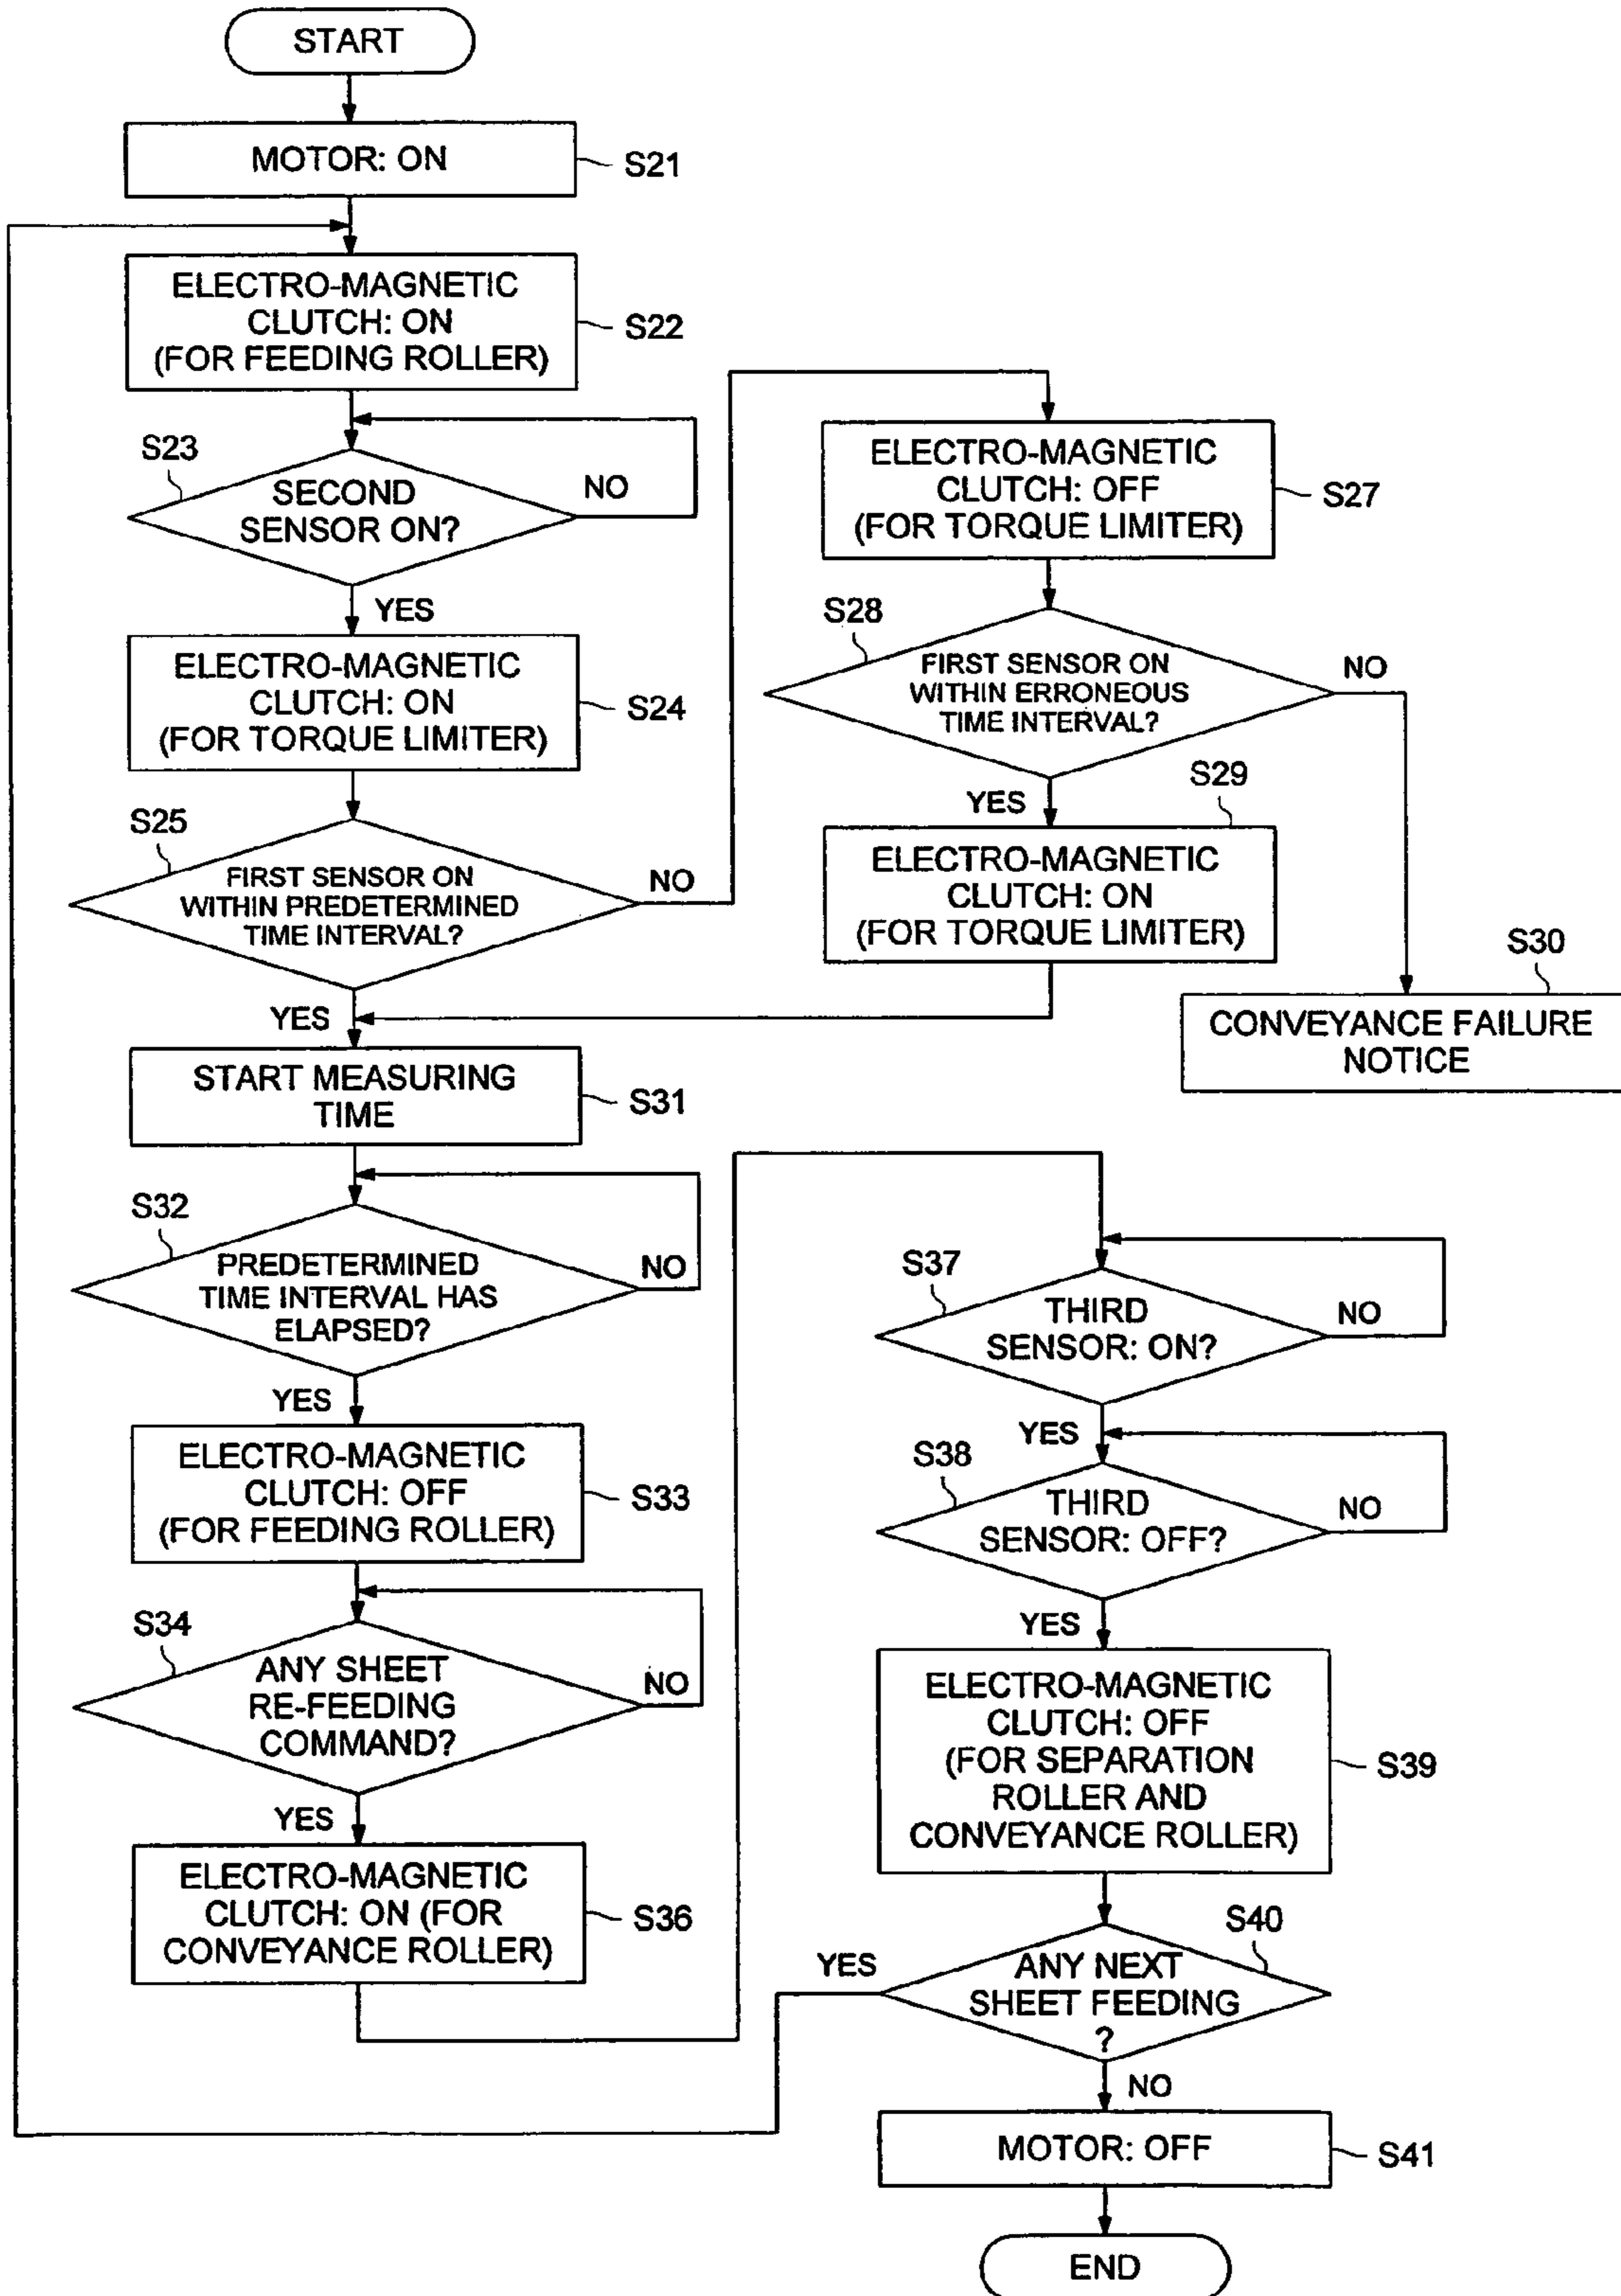 START
MOTOR: ON
S21
ELECTRO-MAGNETIC
CLUTCH: ON
(FOR FEEDING ROLLER)
S22
S23
SECOND
SENSOR ON?
NO
YES
ELECTRO-MAGNETIC
CLUTCH: ON
(FOR TORQUE LIMITER)
S24
S25
FIRST SENSOR ON
WITHIN PREDETERMINED
TIME INTERVAL?
NO
YES
ELECTRO-MAGNETIC
CLUTCH: OFF
(FOR TORQUE LIMITER)
S27
S28
FIRST SENSOR ON
WITHIN ERRONEOUS
TIME INTERVAL?
NO
YES
S29
ELECTRO-MAGNETIC
CLUTCH: ON
(FOR TORQUE LIMITER)
S30
CONVEYANCE FAILURE
NOTICE
START MEASURING
TIME
S31
S32
PREDETERMINED
TIME INTERVAL HAS
ELAPSED?
NO
YES
ELECTRO-MAGNETIC
CLUTCH: OFF
(FOR FEEDING ROLLER)
S33
S34
ANY SHEET
RE-FEEDING
COMMAND?
NO
YES
ELECTRO-MAGNETIC
CLUTCH: ON (FOR
CONVEYANCE ROLLER)
S36
S37
THIRD
SENSOR: ON?
NO
YES
S38
THIRD
SENSOR: OFF?
NO
YES
ELECTRO-MAGNETIC
CLUTCH: OFF
(FOR SEPARATION
ROLLER AND
CONVEYANCE ROLLER)
S39
S40
YES
ANY NEXT
SHEET FEEDING
?
NO
MOTOR: OFF
S41
END